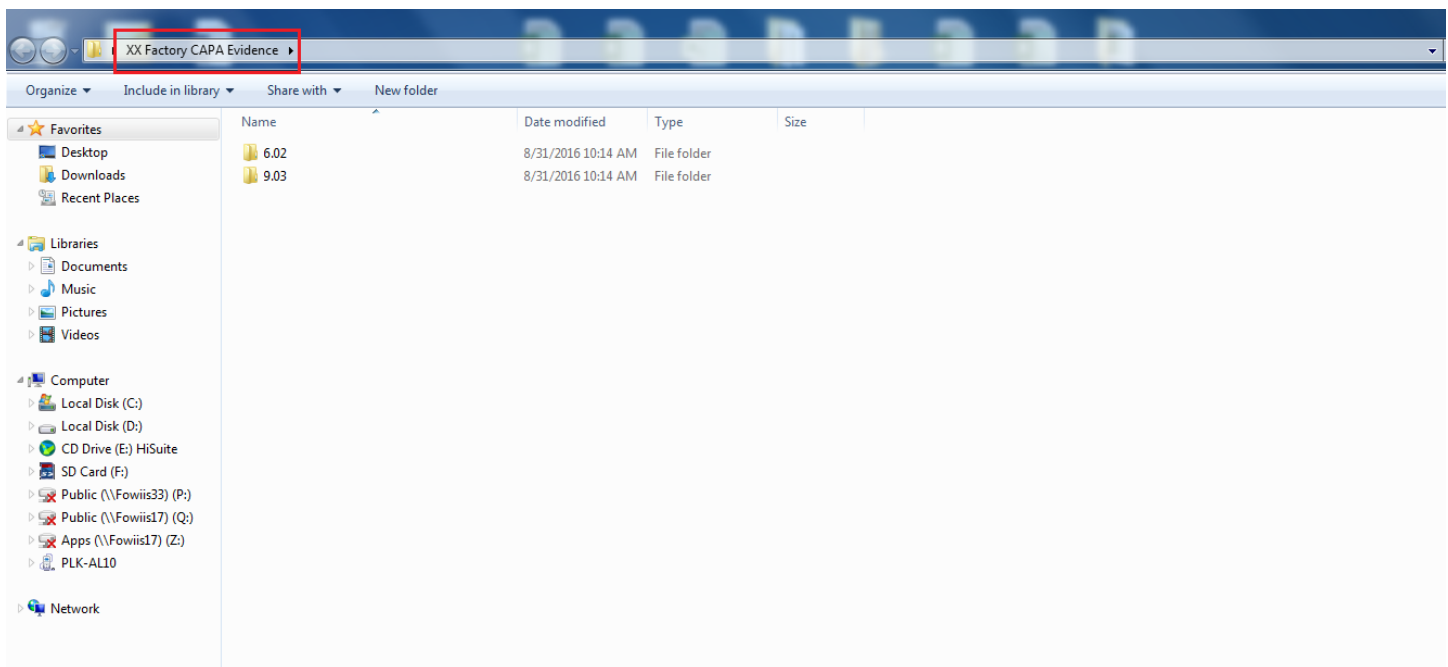 XX Factory CAPA Evidence
Organize Include in library Share with New folder
Name Date modified Type Size
6.02 8/31/2016 10:14 AM File folder
9.03 8/31/2016 10:14 AM File folder
Favorites
Desktop
Downloads
Recent Places
Libraries
Documents
Music
Pictures
Videos
Computer
Local Disk (C:)
Local Disk (D:)
CD Drive (E:) HiSuite
SD Card (F:)
Public (\\Fowiis33) (P:)
Public (\\Fowiis17) (Q:)
Apps (\\Fowiis17) (Z:)
PLK-AL10
Network